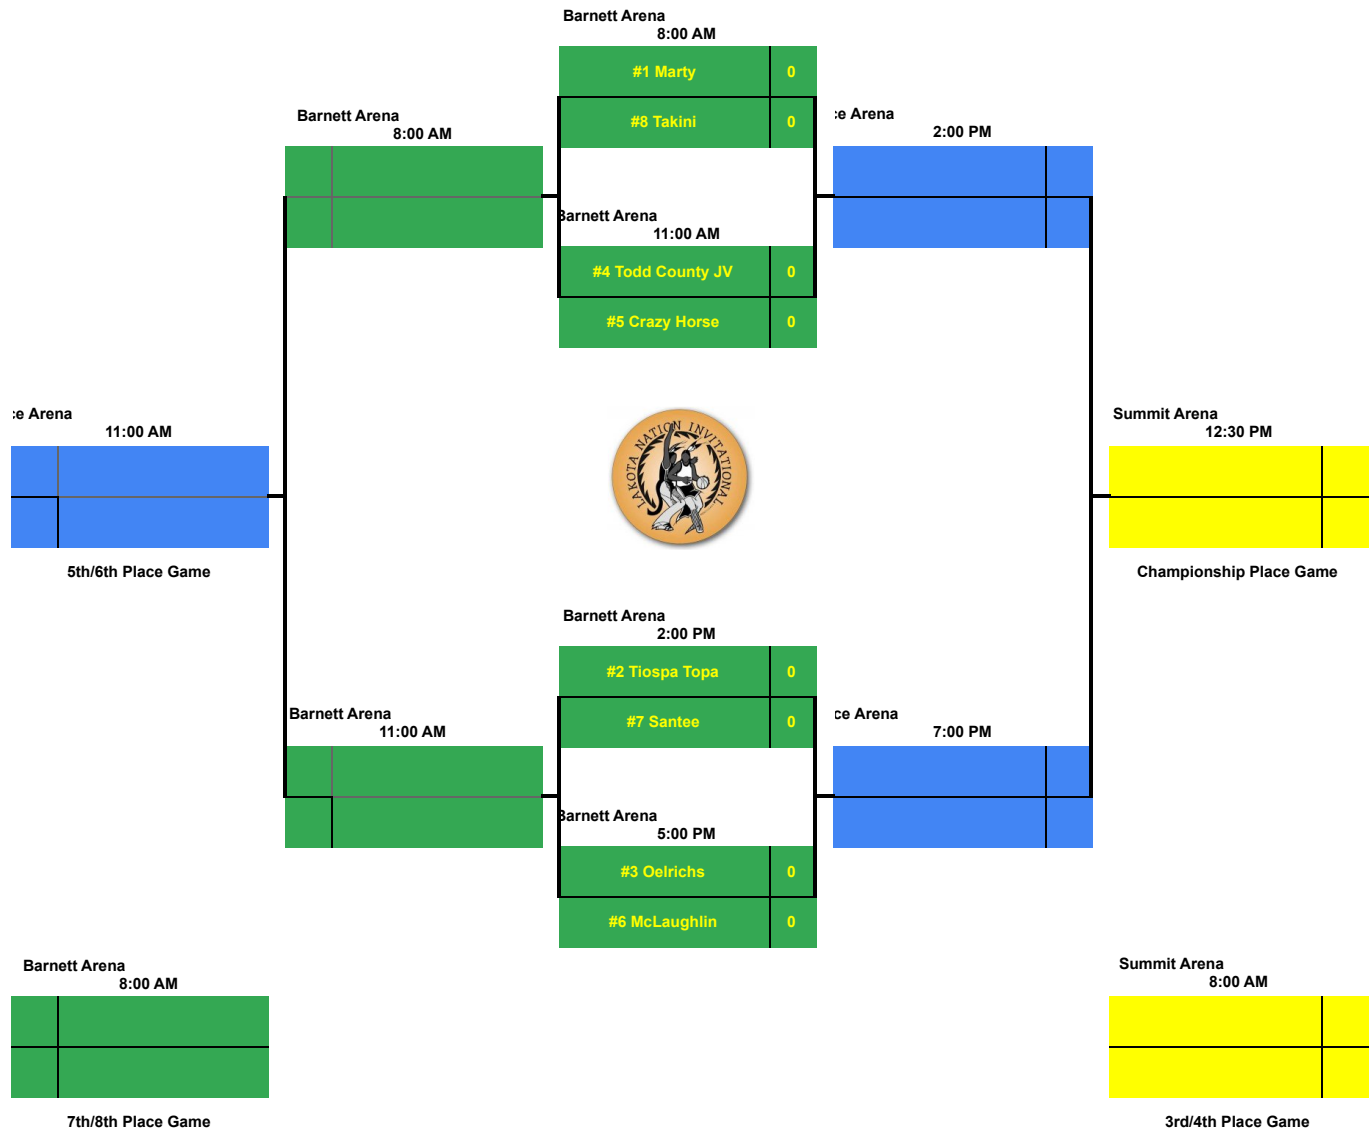 Barnett Arena
8:00 AM
#1 Marty 0
#8 Takini 0
Barnett Arena
8:00 AM
ce Arena
2:00 PM
Barnett Arena
11:00 AM
#4 Todd County JV 0
#5 Crazy Horse 0
ce Arena
11:00 AM
5th/6th Place Game
LAKOTA NATION INVITATIONAL
Summit Arena
12:30 PM
Championship Place Game
Barnett Arena
2:00 PM
#2 Tiospa Topa 0
#7 Santee 0
Barnett Arena
11:00 AM
ce Arena
7:00 PM
Barnett Arena
5:00 PM
#3 Oelrichs 0
#6 McLaughlin 0
Barnett Arena
8:00 AM
7th/8th Place Game
Summit Arena
8:00 AM
3rd/4th Place Game